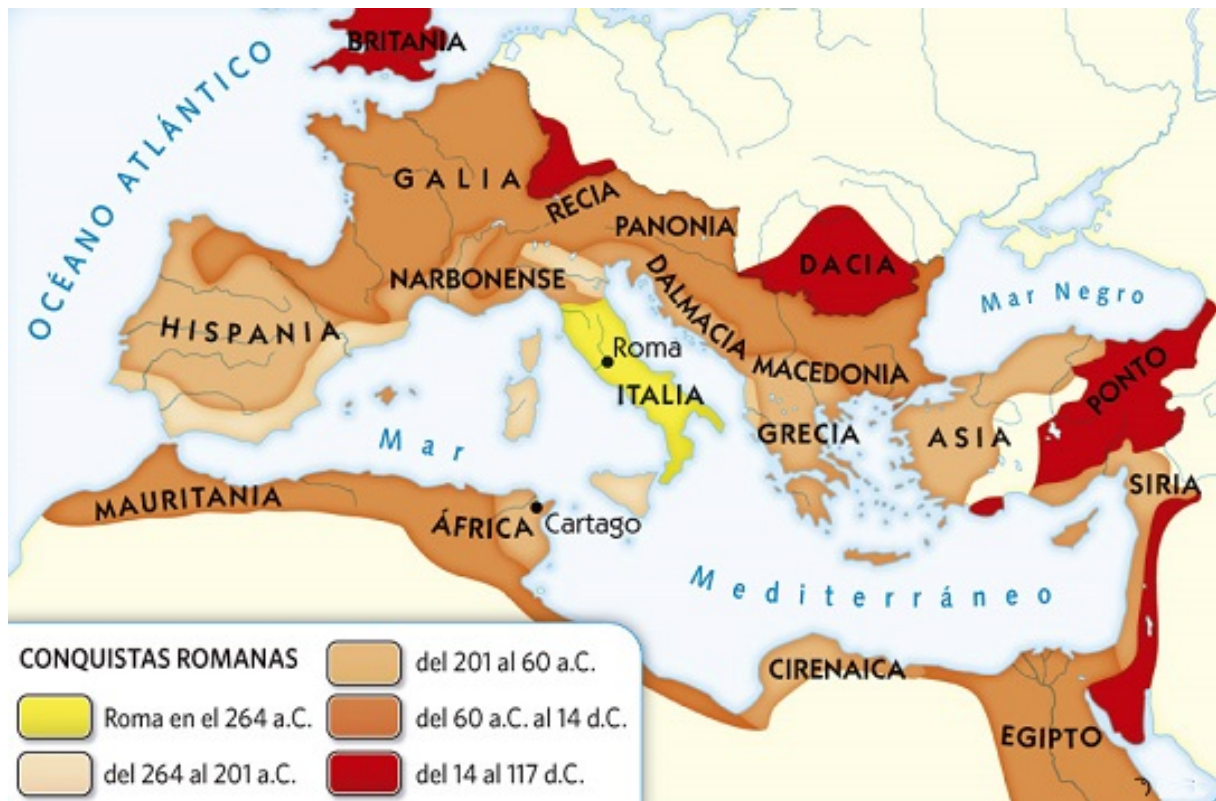 BRITANIA
OCÉANO ATLÁNTICO
GALIA
RECIA
PANONIA
DACIA
NARBONENSE
DALMACIA
Mar Negro
HISPANIA
Roma
MACEDONIA
PONTO
ITALIA
GRECIA
ASIA
Mar
SIRIA
MAURITANIA
ÁFRICA
Cartago
Mediterráneo
CIRENAICA
EGIPTO
CONQUISTAS ROMANAS
Roma en el 264 a.C.
del 264 al 201 a.C.
del 201 al 60 a.C.
del 60 a.C. al 14 d.C.
del 14 al 117 d.C.